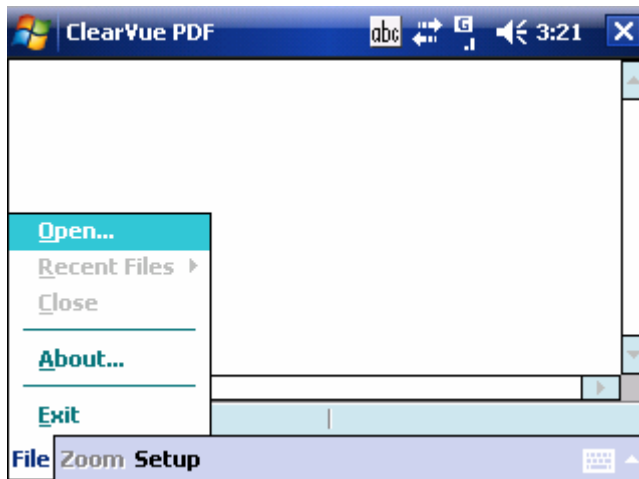 ClearVue PDF abc G 3:21
Open...
Recent Files
Close
About...
Exit
File Zoom Setup